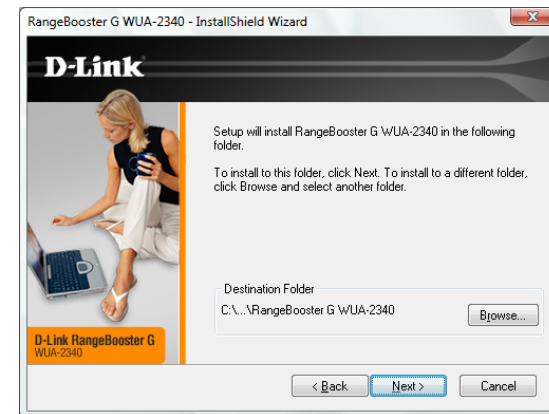 RangeBooster G WUA-2340 - InstallShield Wizard
D-Link
Setup will install RangeBooster G WUA-2340 in the following
folder.
To install to this folder, click Next. To install to a different folder,
click Browse and select another folder.
Destination Folder
C:\...\RangeBooster G WUA-2340
Browse...
D-Link RangeBooster G
WUA-2340
< Back
Next >
Cancel